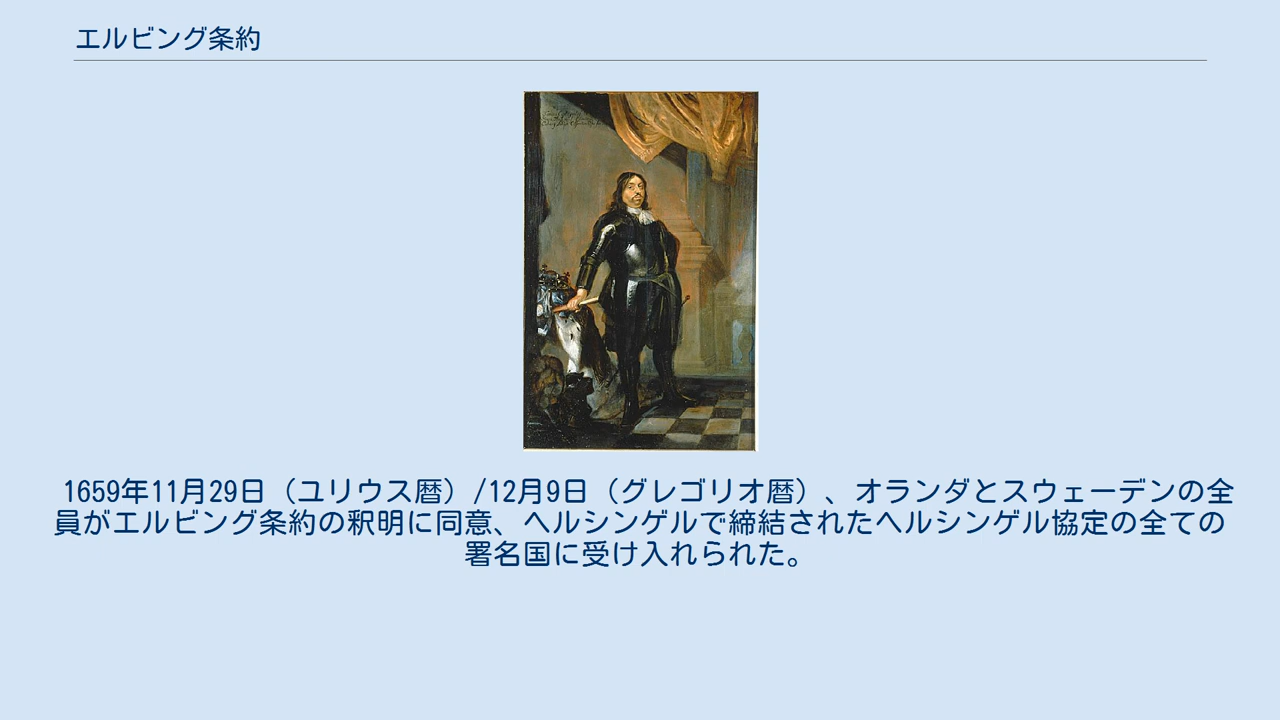 エルビング条約
1659年11月29日（ユリウス暦）/12月9日（グレゴリオ暦）、オランダとスウェーデンの全
員がエルビング条約の釈明に同意、ヘルシンゲルで締結されたヘルシンゲル協定の全ての
署名国に受け入れられた。